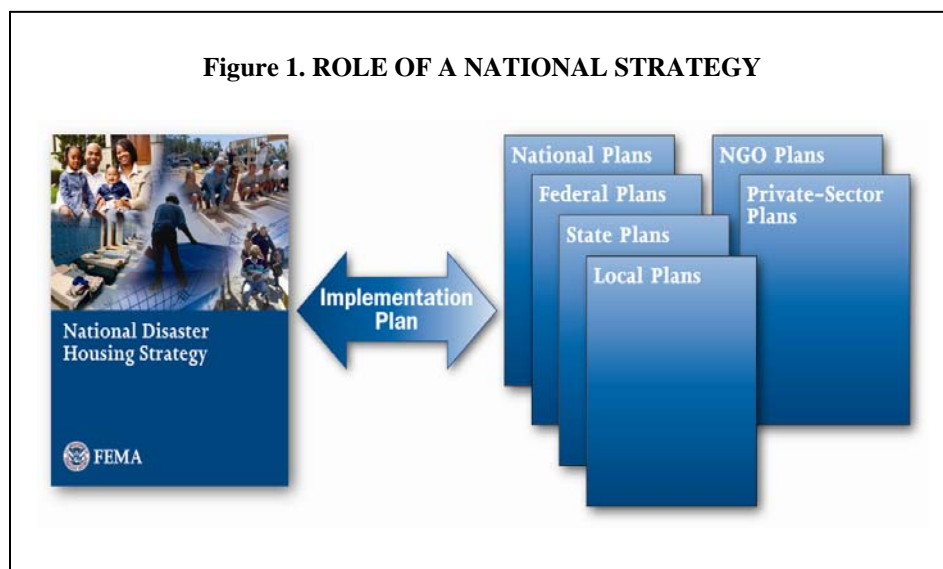 Figure 1. ROLE OF A NATIONAL STRATEGY
National Disaster
Housing Strategy
FEMA
Implementation
Plan
National Plans
Federal Plans
State Plans
Local Plans
NGO Plans
Private-Sector
Plans